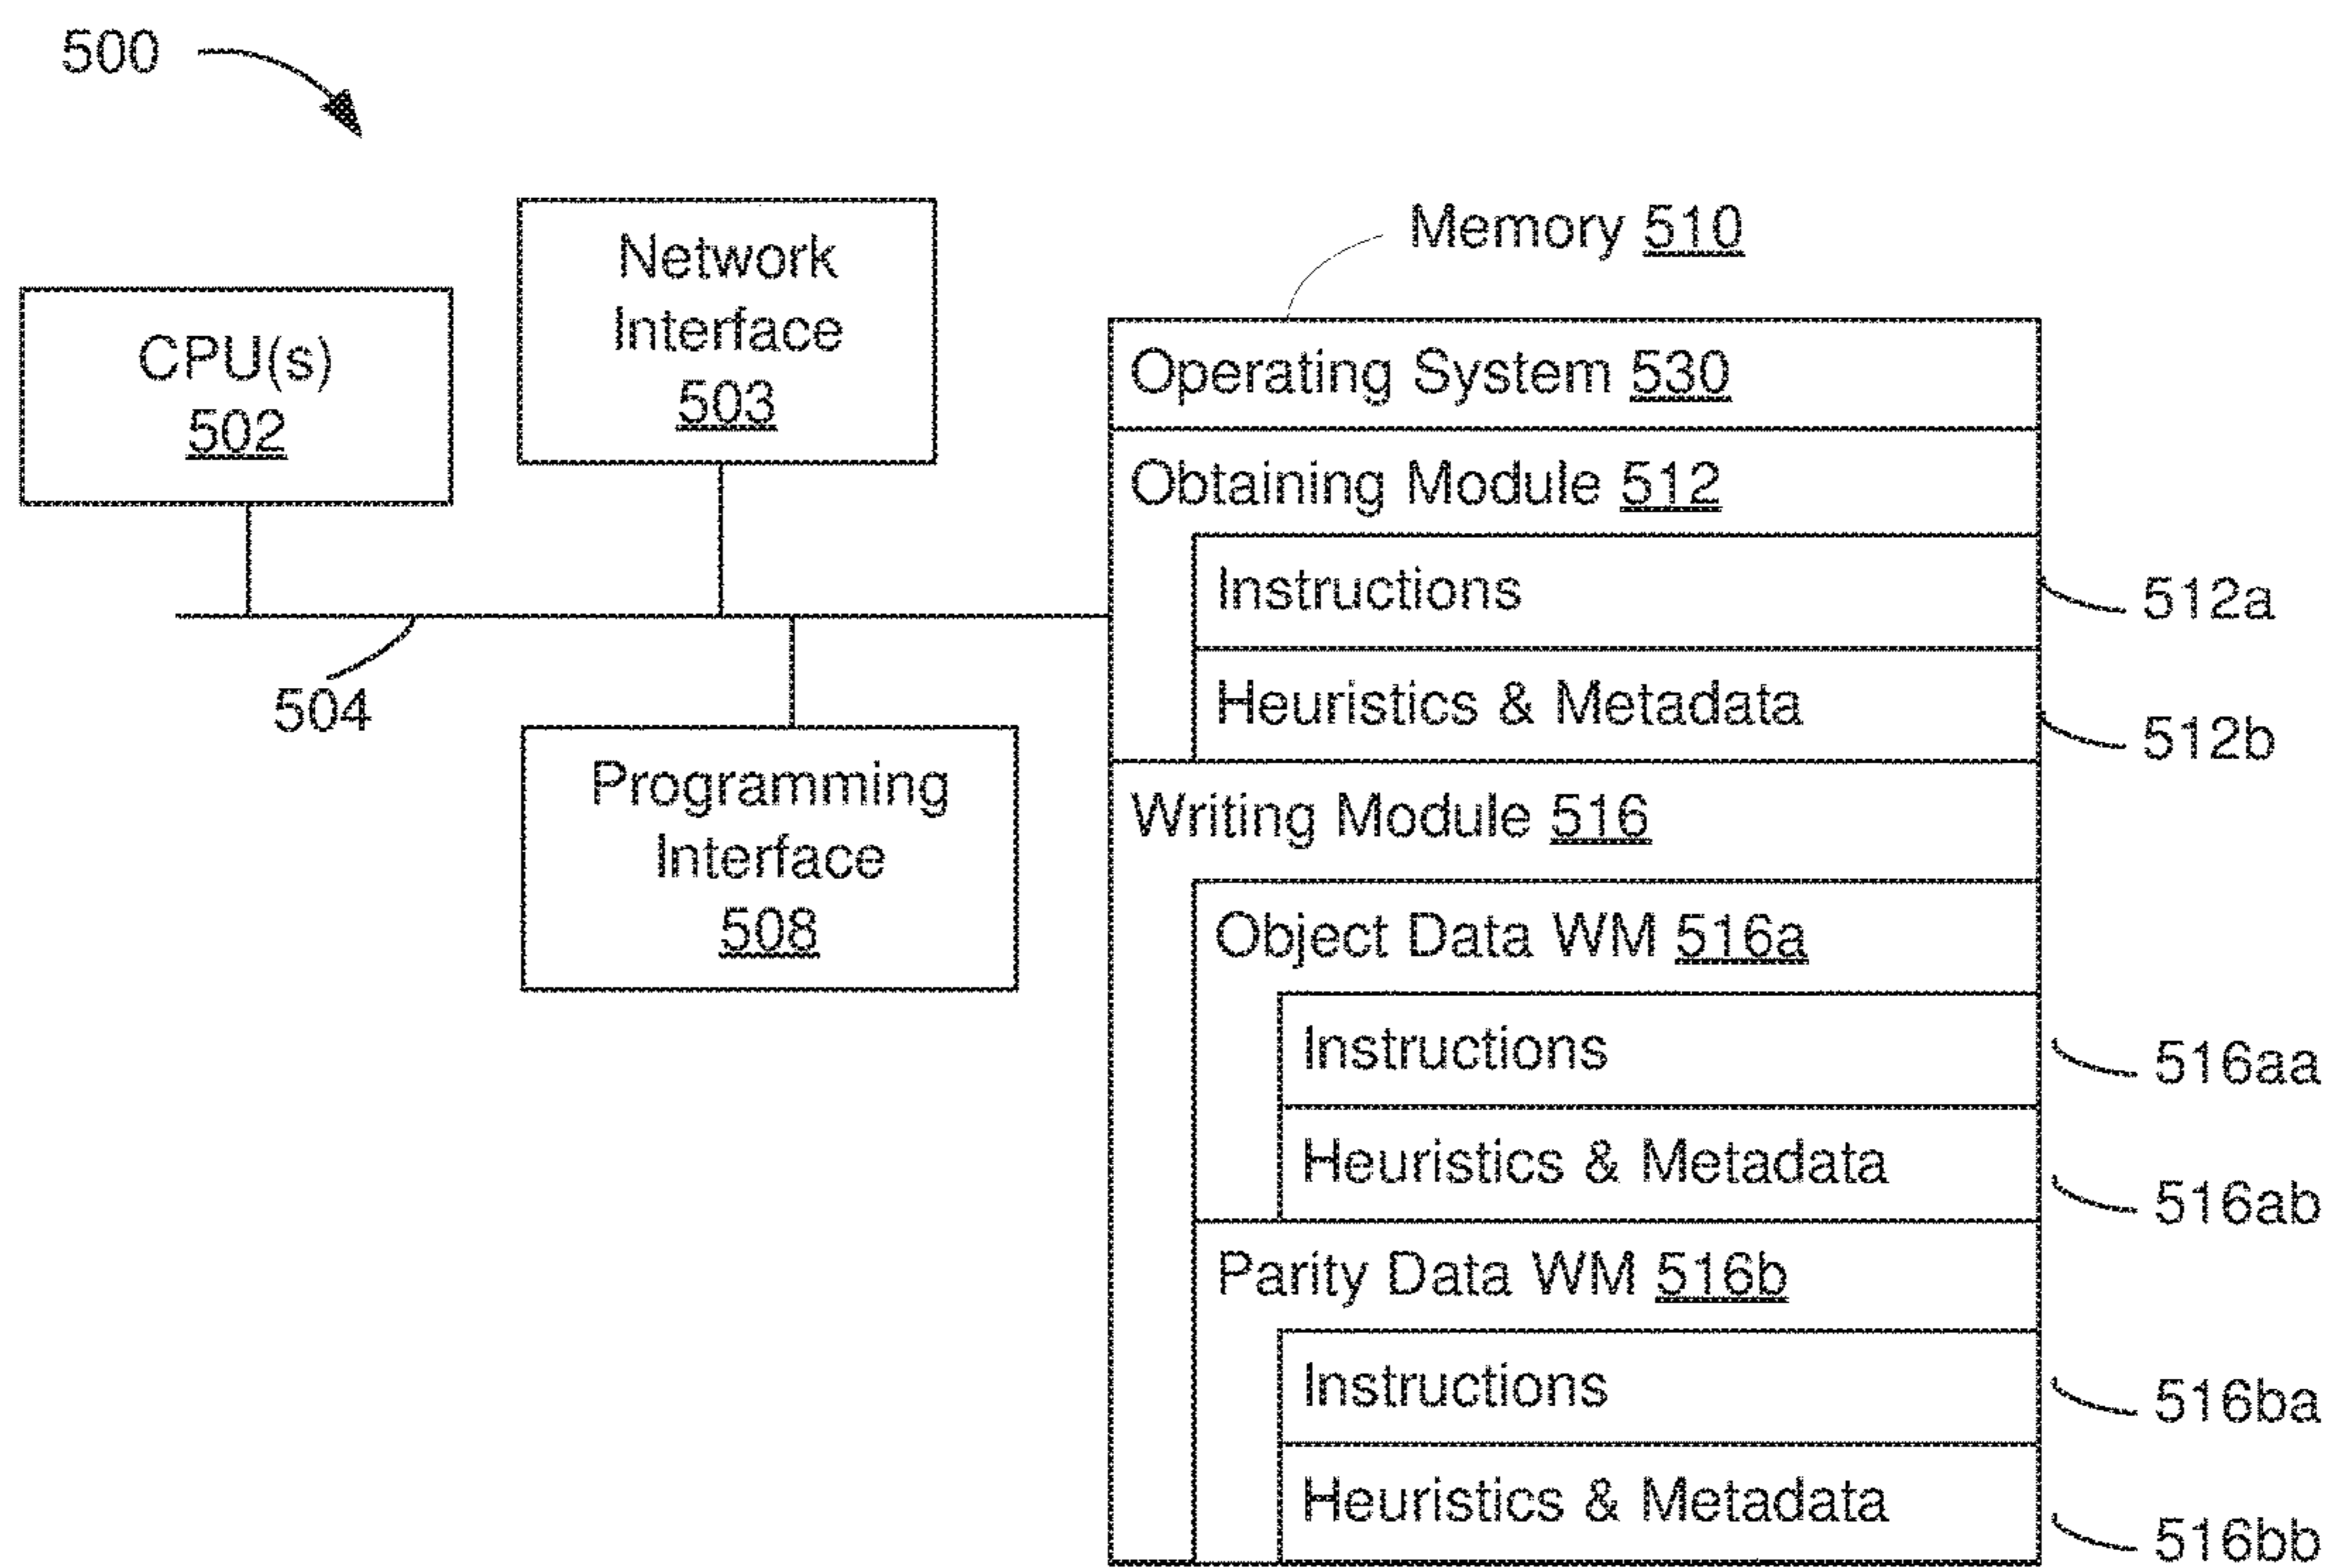 500
Network
Interface
503
CPU(s)
502
504
Programming
Interface
508
Memory 510
Operating System 530
Obtaining Module 512
Instructions
512a
Heuristics & Metadata
512b
Writing Module 516
Object Data WM 516a
Instructions
516aa
Heuristics & Metadata
516ab
Parity Data WM 516b
Instructions
516ba
Heuristics & Metadata
516bb